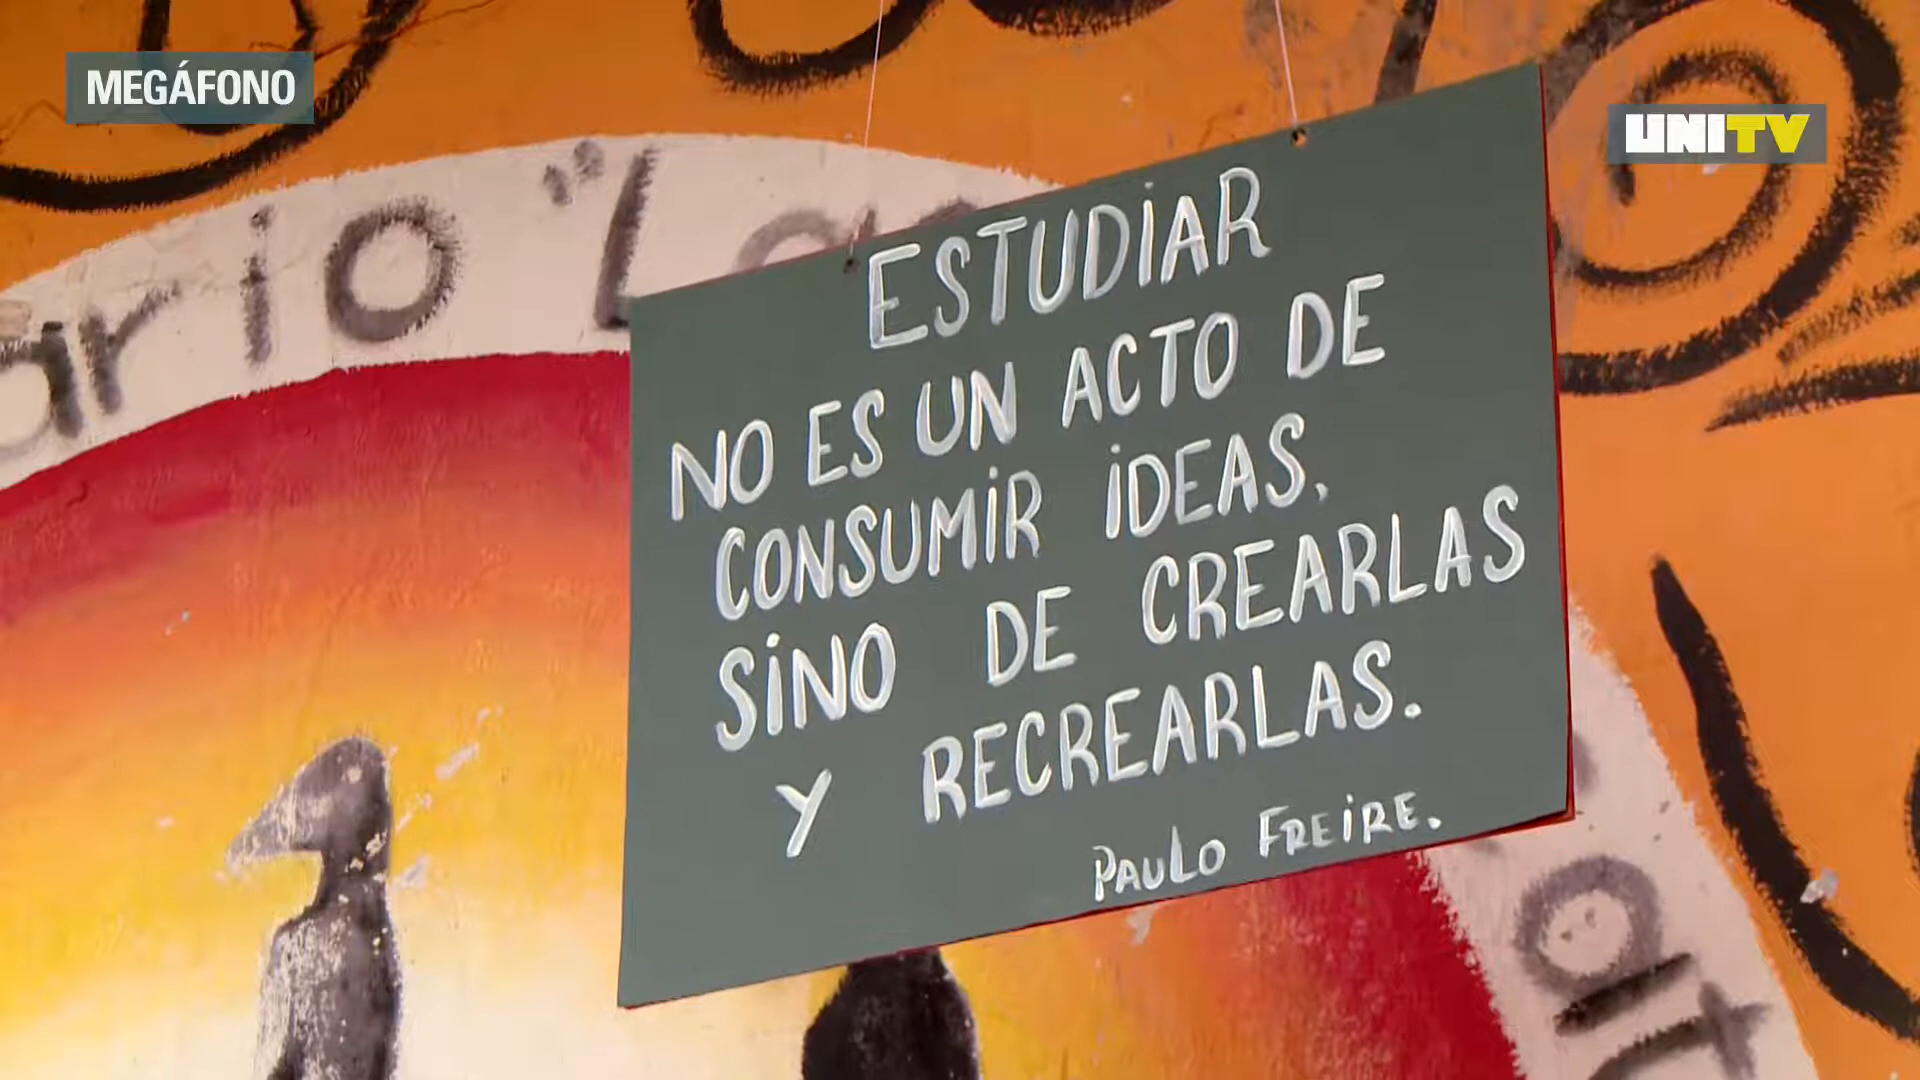 MEGÁFONO
UNITV
ESTUDIAR
NO ES UN ACTO DE
CONSUMIR IDEAS,
SINO DE CREARLAS
Y RECREARLAS.
PAULO FREIRE.